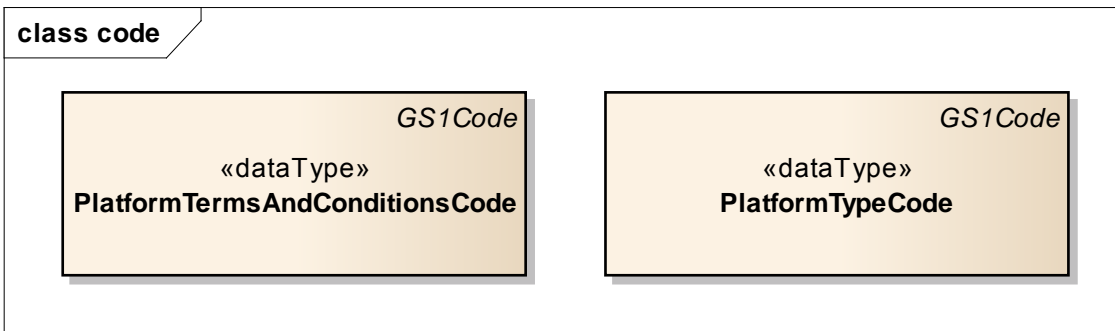 class code
GS1Code
«dataType»
PlatformTermsAndConditionsCode
GS1Code
«dataType»
PlatformTypeCode